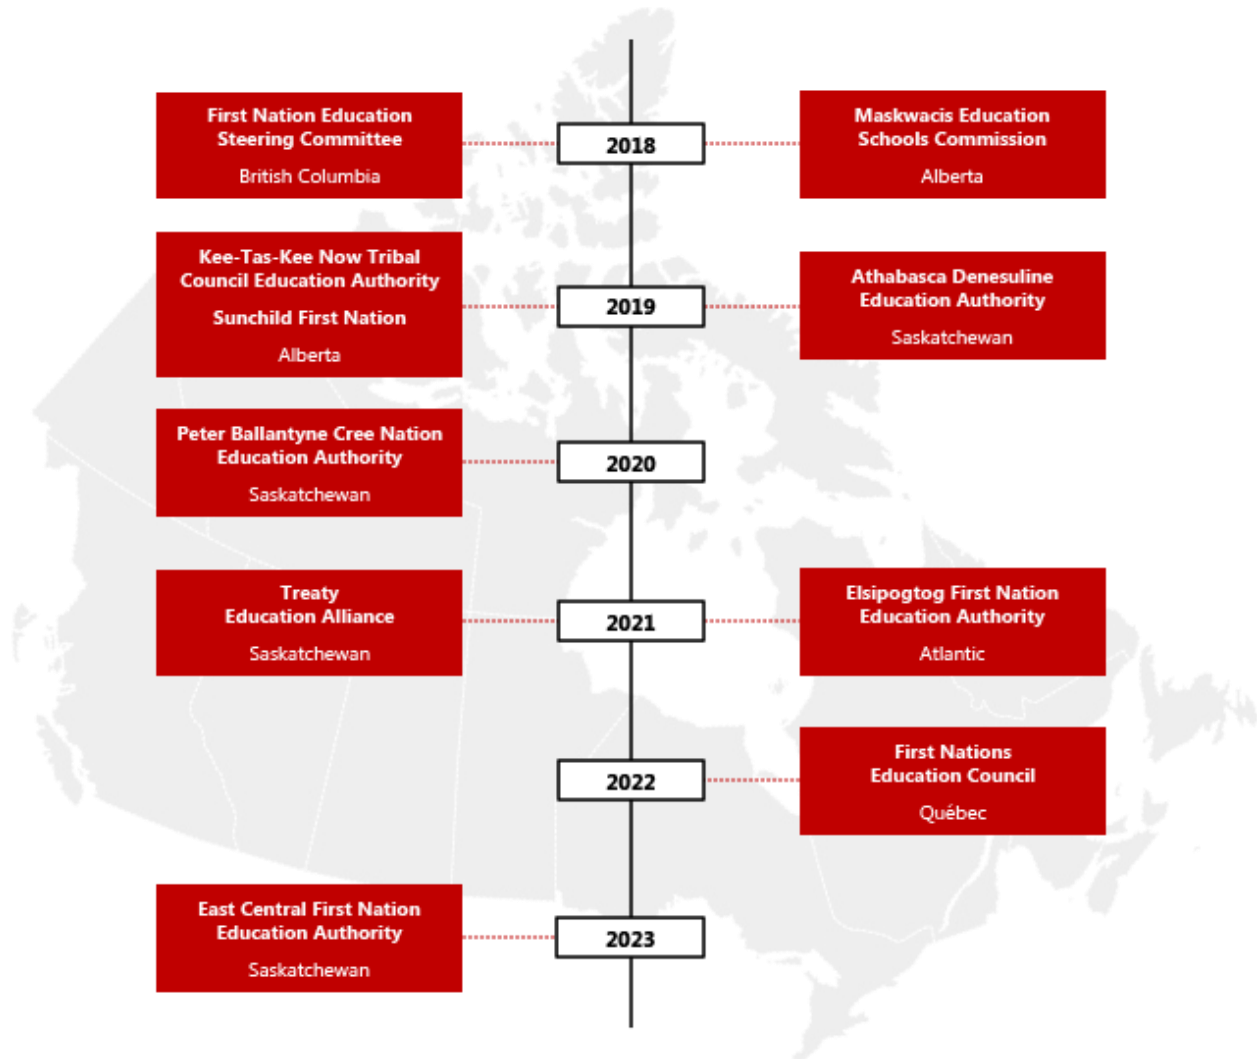 First Nation Education
Steering Committee
British Columbia
2018
Maskwacis Education
Schools Commission
Alberta
Kee-Tas-Kee Now Tribal
Council Education Authority
Sunchild First Nation
Alberta
2019
Athabasca Denesuline
Education Authority
Saskatchewan
Peter Ballantyne Cree Nation
Education Authority
Saskatchewan
2020
Treaty
Education Alliance
Saskatchewan
2021
Elsipogtog First Nation
Education Authority
Atlantic
2022
First Nations
Education Council
Québec
East Central First Nation
Education Authority
Saskatchewan
2023